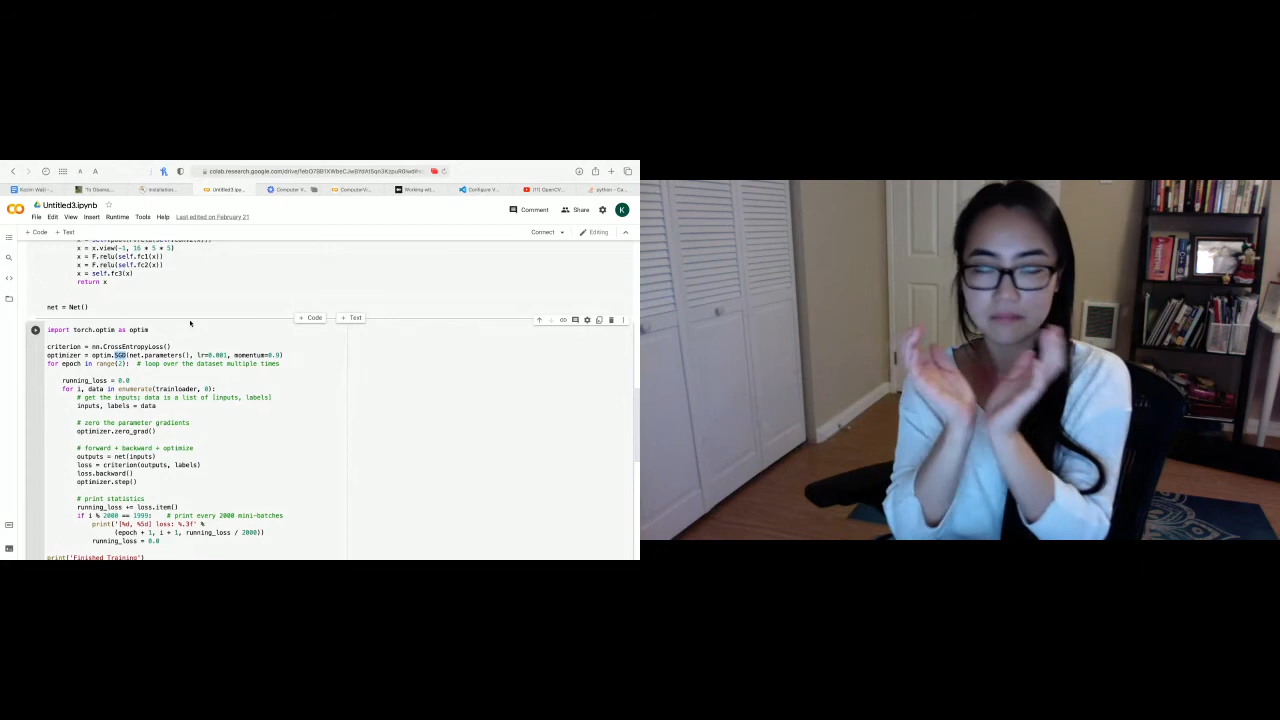 colab.research.google.com/drive/
Untitled3.ipynb
File Edit View Insert Runtime Tools Help Last edited on February 21
Comment Share K
+ Code + Text Connect Editing
x = x.view(-1, 16 * 5 * 5)
x = F.relu(self.fc1(x))
x = F.relu(self.fc2(x))
x = self.fc3(x)
return x
net = Net()
+ Code + Text
import torch.optim as optim
criterion = nn.CrossEntropyLoss()
optimizer = optim.SGD(net.parameters(), lr=0.001, momentum=0.9)
for epoch in range(2): # loop over the dataset multiple times
running_loss = 0.0
for i, data in enumerate(trainloader, 0):
# get the inputs; data is a list of [inputs, labels]
inputs, labels = data
# zero the parameter gradients
optimizer.zero_grad()
# forward + backward + optimize
outputs = net(inputs)
loss = criterion(outputs, labels)
loss.backward()
optimizer.step()
# print statistics
running_loss += loss.item()
if i % 2000 == 1999: # print every 2000 mini-batches
print('[%d, %5d] loss: %.3f' %
(epoch + 1, i + 1, running_loss / 2000))
running_loss = 0.0
print('Finished Training')